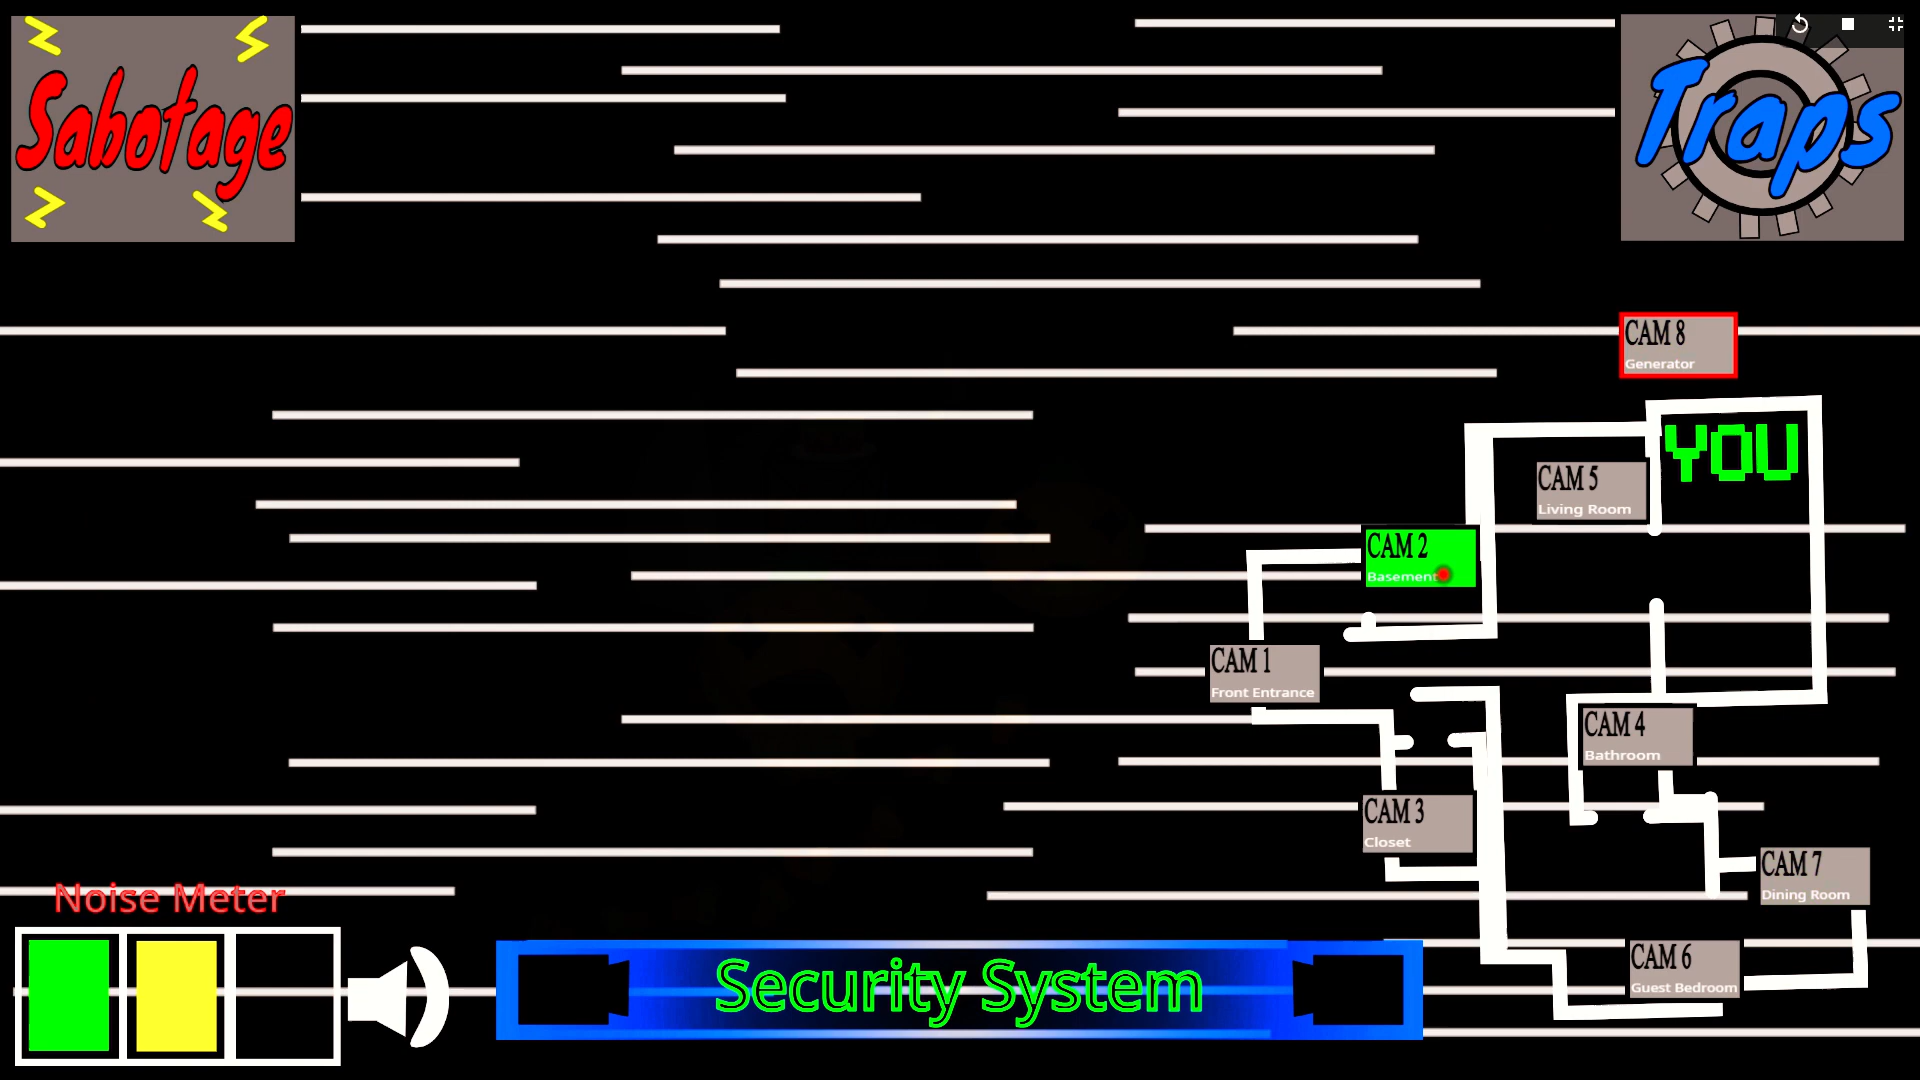 Sabotage
Traps
CAM 8
Generator
YOU
CAM 5
Living Room
CAM 2
Basement
CAM 1
Front Entrance
CAM 4
Bathroom
CAM 3
Closet
CAM 7
Dining Room
Noise Meter
CAM 6
Guest Bedroom
Security System